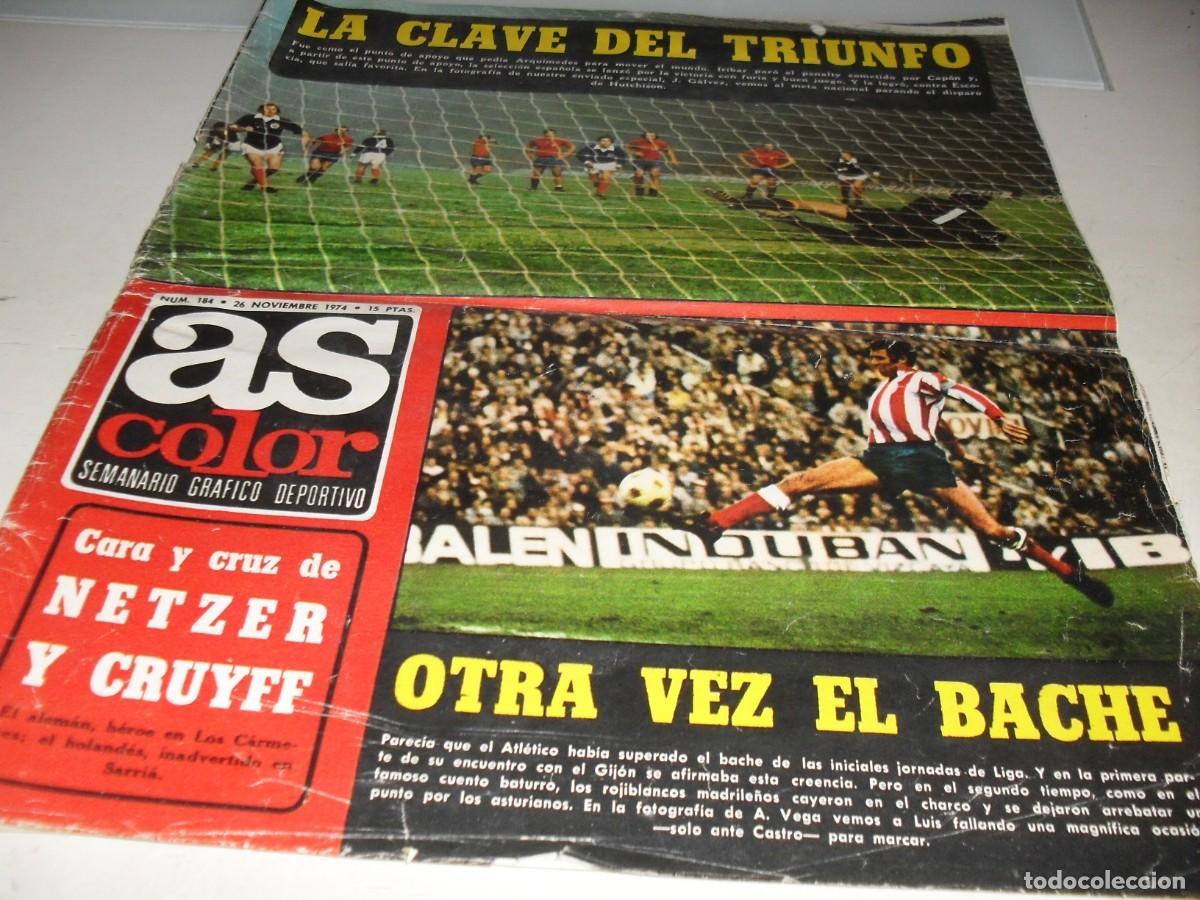 LA CLAVE DEL TRIUNFO
Fue como el punto de apoyo que pedía Arquímedes para mover el mundo. Iribar paró el penalty cometido por Capón y,
a partir de este punto de apoyo, la selección española se lanzó por la victoria con furia y buen juego. Y la logró, contra Esco-
cia, que salía favorita. En la fotografía de nuestro enviado especial, J. Gálvez, vemos al meta nacional parando el disparo
de Hutchison.
NUM. 184 • 26 NOVIEMBRE 1974 • 15 PTAS.
as
color
SEMANARIO GRAFICO DEPORTIVO
Cara y cruz de
NETZER
Y CRUYFF
El alemán, héroe en Los Cárme-
es; el holandés, inadvertido en
Sarriá.
BALEN INDUBAN IB
OTRA VEZ EL BACHE
Parecía que el Atlético había superado el bache de las iniciales jornadas de Liga. Y en la primera par-
te de su encuentro con el Gijón se afirmaba esta creencia. Pero en el segundo tiempo, como en el
famoso cuento baturro, los rojiblancos madrileños cayeron en el charco y se dejaron arrebatar u
punto por los asturianos. En la fotografía de A. Vega vemos a Luis fallando una magnífica ocasió
—solo ante Castro— para marcar.
todocoleccion